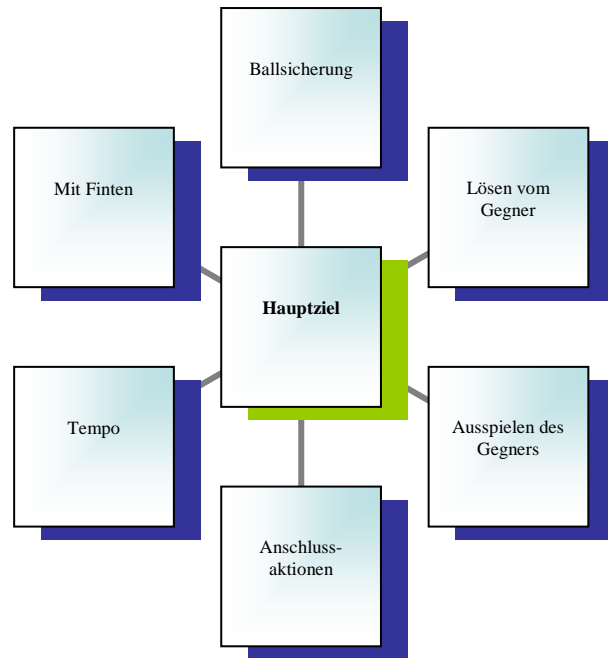 Ballsicherung
Mit Finten
Lösen vom
Gegner
Hauptziel
Tempo
Ausspielen des
Gegners
Anschluss-
aktionen